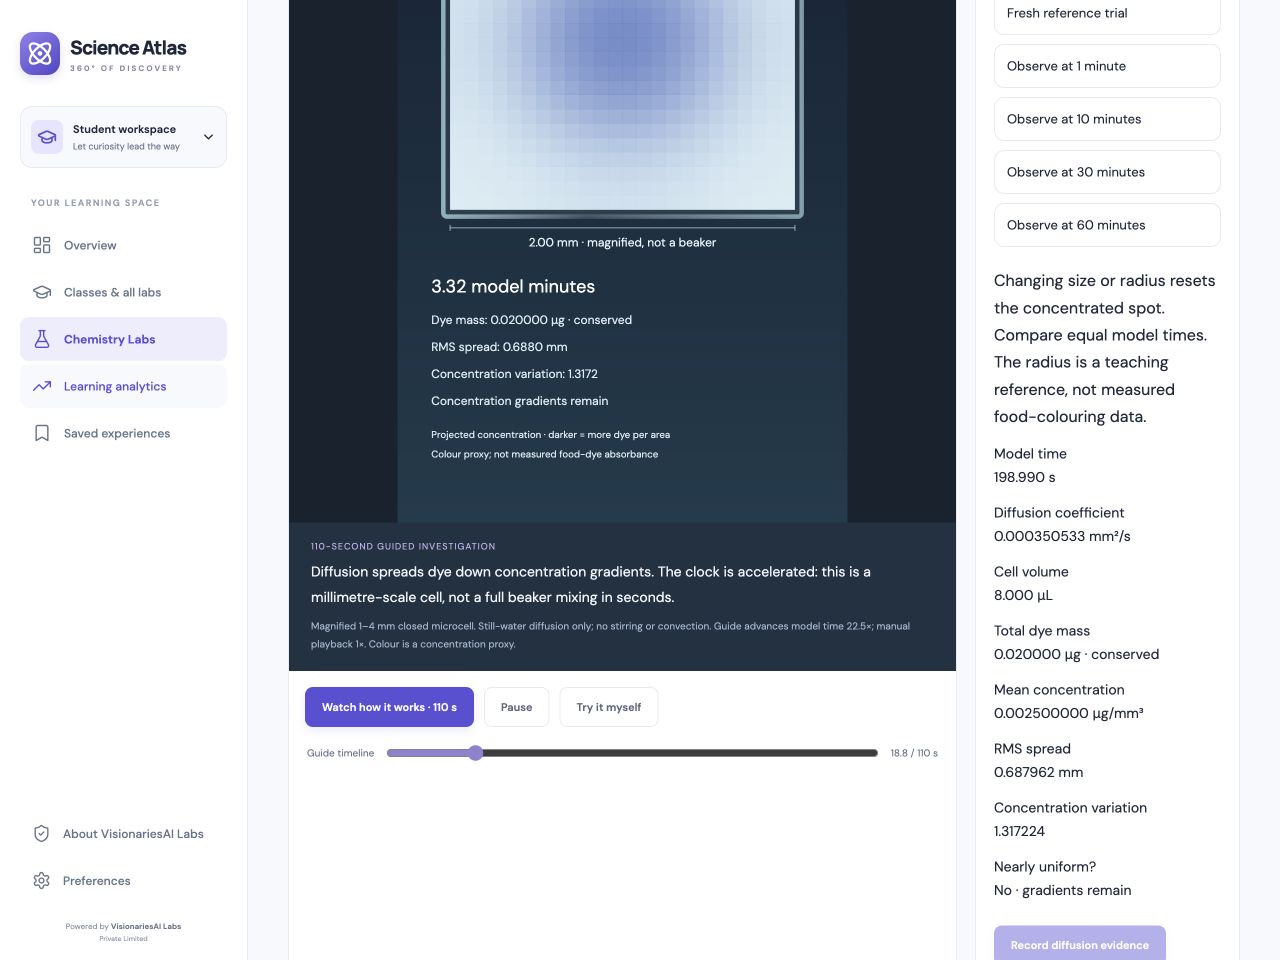 Science Atlas
360° OF DISCOVERY
Student workspace
Let curiosity lead the way
YOUR LEARNING SPACE
Overview
Classes & all labs
Chemistry Labs
Learning analytics
Saved experiences
About VisionariesAI Labs
Preferences
Powered by VisionariesAI Labs
Private Limited
2.00 mm · magnified, not a beaker
3.32 model minutes
Dye mass: 0.020000 µg · conserved
RMS spread: 0.6880 mm
Concentration variation: 1.3172
Concentration gradients remain
Projected concentration · darker = more dye per area
Colour proxy; not measured food-dye absorbance
110-SECOND GUIDED INVESTIGATION
Diffusion spreads dye down concentration gradients. The clock is accelerated: this is a
millimetre-scale cell, not a full beaker mixing in seconds.
Magnified 1–4 mm closed microcell. Still-water diffusion only; no stirring or convection. Guide advances model time 22.5×; manual
playback 1×. Colour is a concentration proxy.
Watch how it works · 110 s
Pause
Try it myself
Guide timeline
18.8 / 110 s
Fresh reference trial
Observe at 1 minute
Observe at 10 minutes
Observe at 30 minutes
Observe at 60 minutes
Changing size or radius resets
the concentrated spot.
Compare equal model times.
The radius is a teaching
reference, not measured
food-colouring data.
Model time
198.990 s
Diffusion coefficient
0.000350533 mm²/s
Cell volume
8.000 µL
Total dye mass
0.020000 µg · conserved
Mean concentration
0.002500000 µg/mm³
RMS spread
0.687962 mm
Concentration variation
1.317224
Nearly uniform?
No · gradients remain
Record diffusion evidence